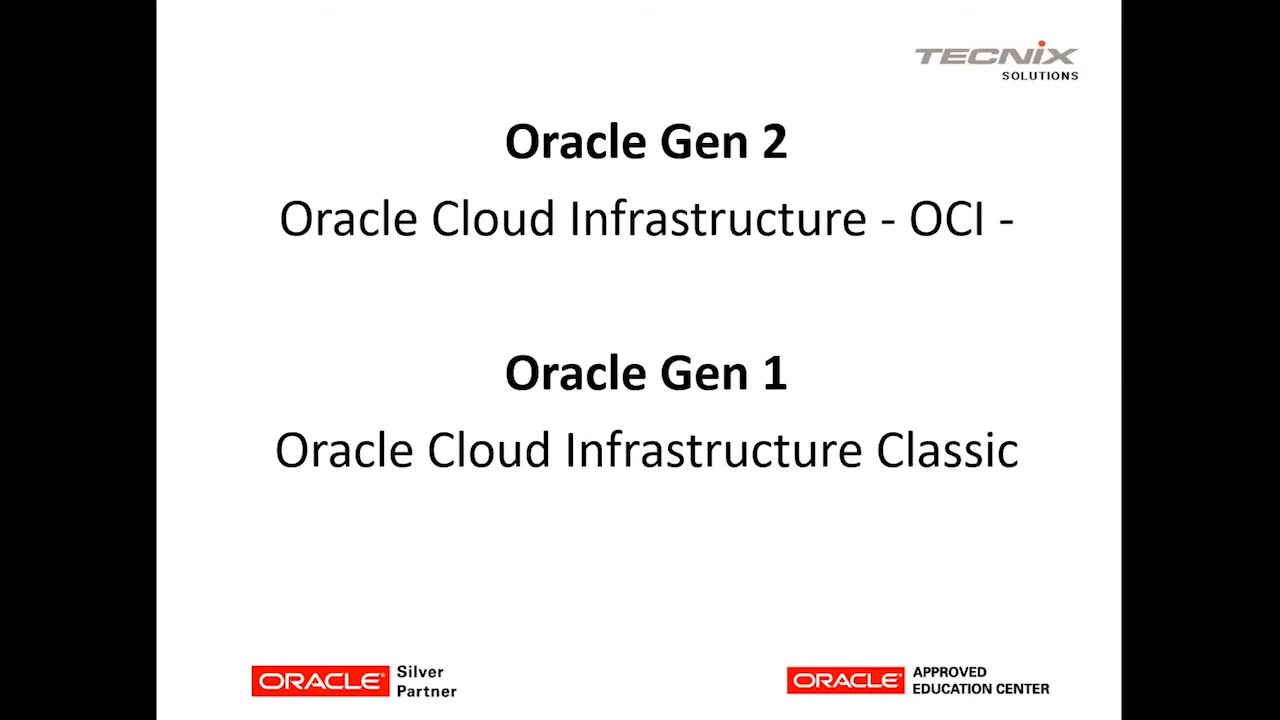 TECNIX
SOLUTIONS
Oracle Gen 2
Oracle Cloud Infrastructure - OCI -
Oracle Gen 1
Oracle Cloud Infrastructure Classic
ORACLE® Silver
Partner
ORACLE® APPROVED
EDUCATION CENTER